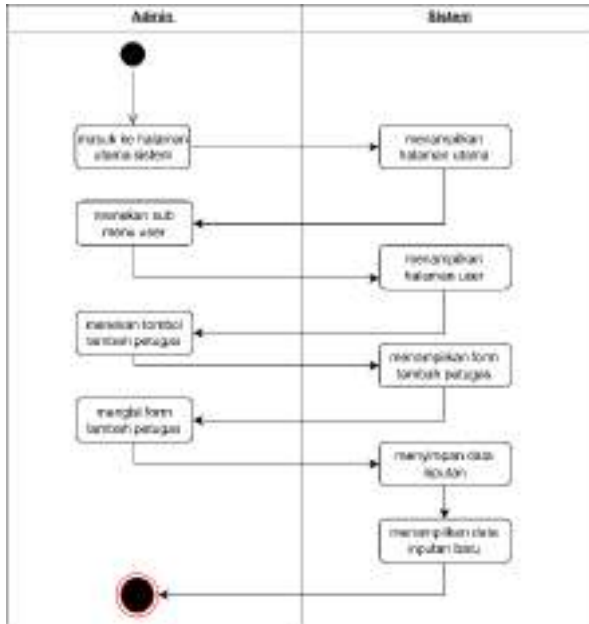 Admin
Sistem
masuk ke halaman
utama sistem
menampilkan
halaman utama
menekan sub
menu user
menampilkan
halaman user
menekan tombol
tambah petugas
menampilkan form
tambah petugas
mengisi form
tambah petugas
menyimpan data
inputan
menampilkan data
inputan baru